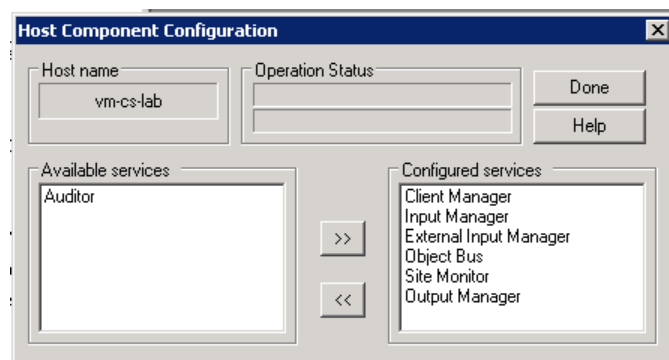 Host Component Configuration
Host name
vm-cs-lab
Operation Status
Done
Help
Available services
Auditor
>>
<<
Configured services
Client Manager
Input Manager
External Input Manager
Object Bus
Site Monitor
Output Manager